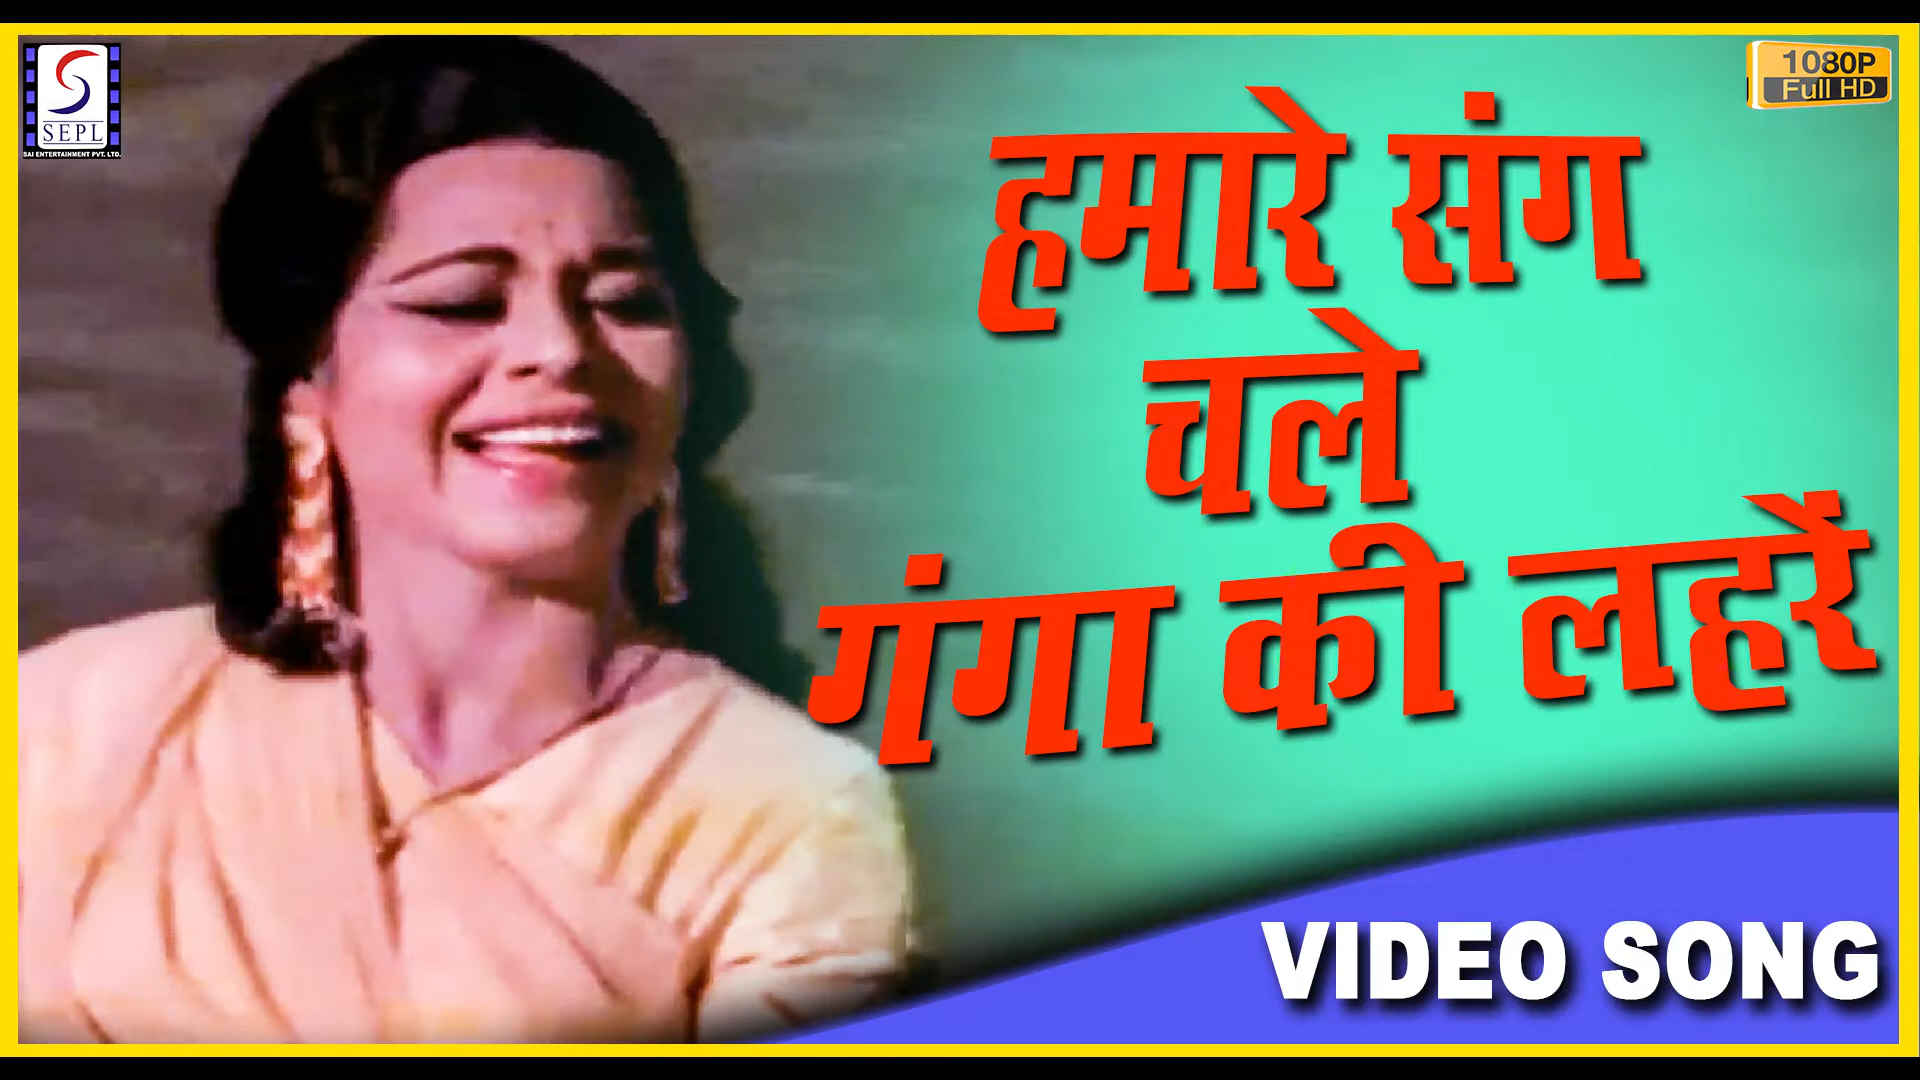 SEPL
SAI ENTERTAINMENT PVT. LTD.
1080P
Full HD
हमारे संग
चले
गंगा की लहरें
VIDEO SONG